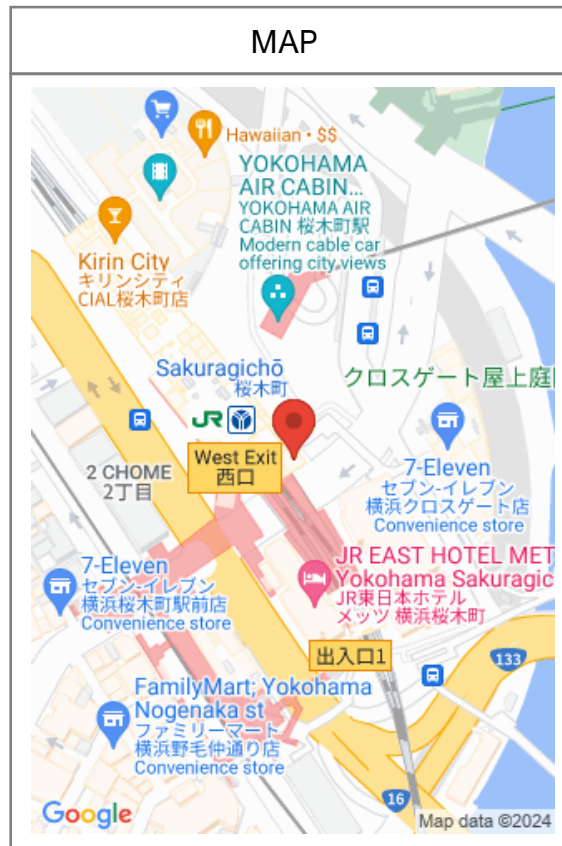 MAP
Hawaiian • $$
YOKOHAMA
AIR CABIN...
YOKOHAMA AIR
CABIN 桜木町駅
Modern cable car
offering city views
Kirin City
キリンシティ
CIAL桜木町店
Sakuragichō
桜木町
JR
クロスゲート屋上庭
West Exit
西口
2 CHOME
2丁目
7-Eleven
セブン-イレブン
横浜クロスゲート店
Convenience store
7-Eleven
セブン-イレブン
横浜桜木町駅前店
Convenience store
JR EAST HOTEL MET
Yokohama Sakuragic
JR東日本ホテル
メッツ 横浜桜木町
出入口1
133
FamilyMart; Yokohama
Nogenaka st
ファミリーマート
横浜野毛仲通り店
Convenience store
16
Google
Map data ©2024